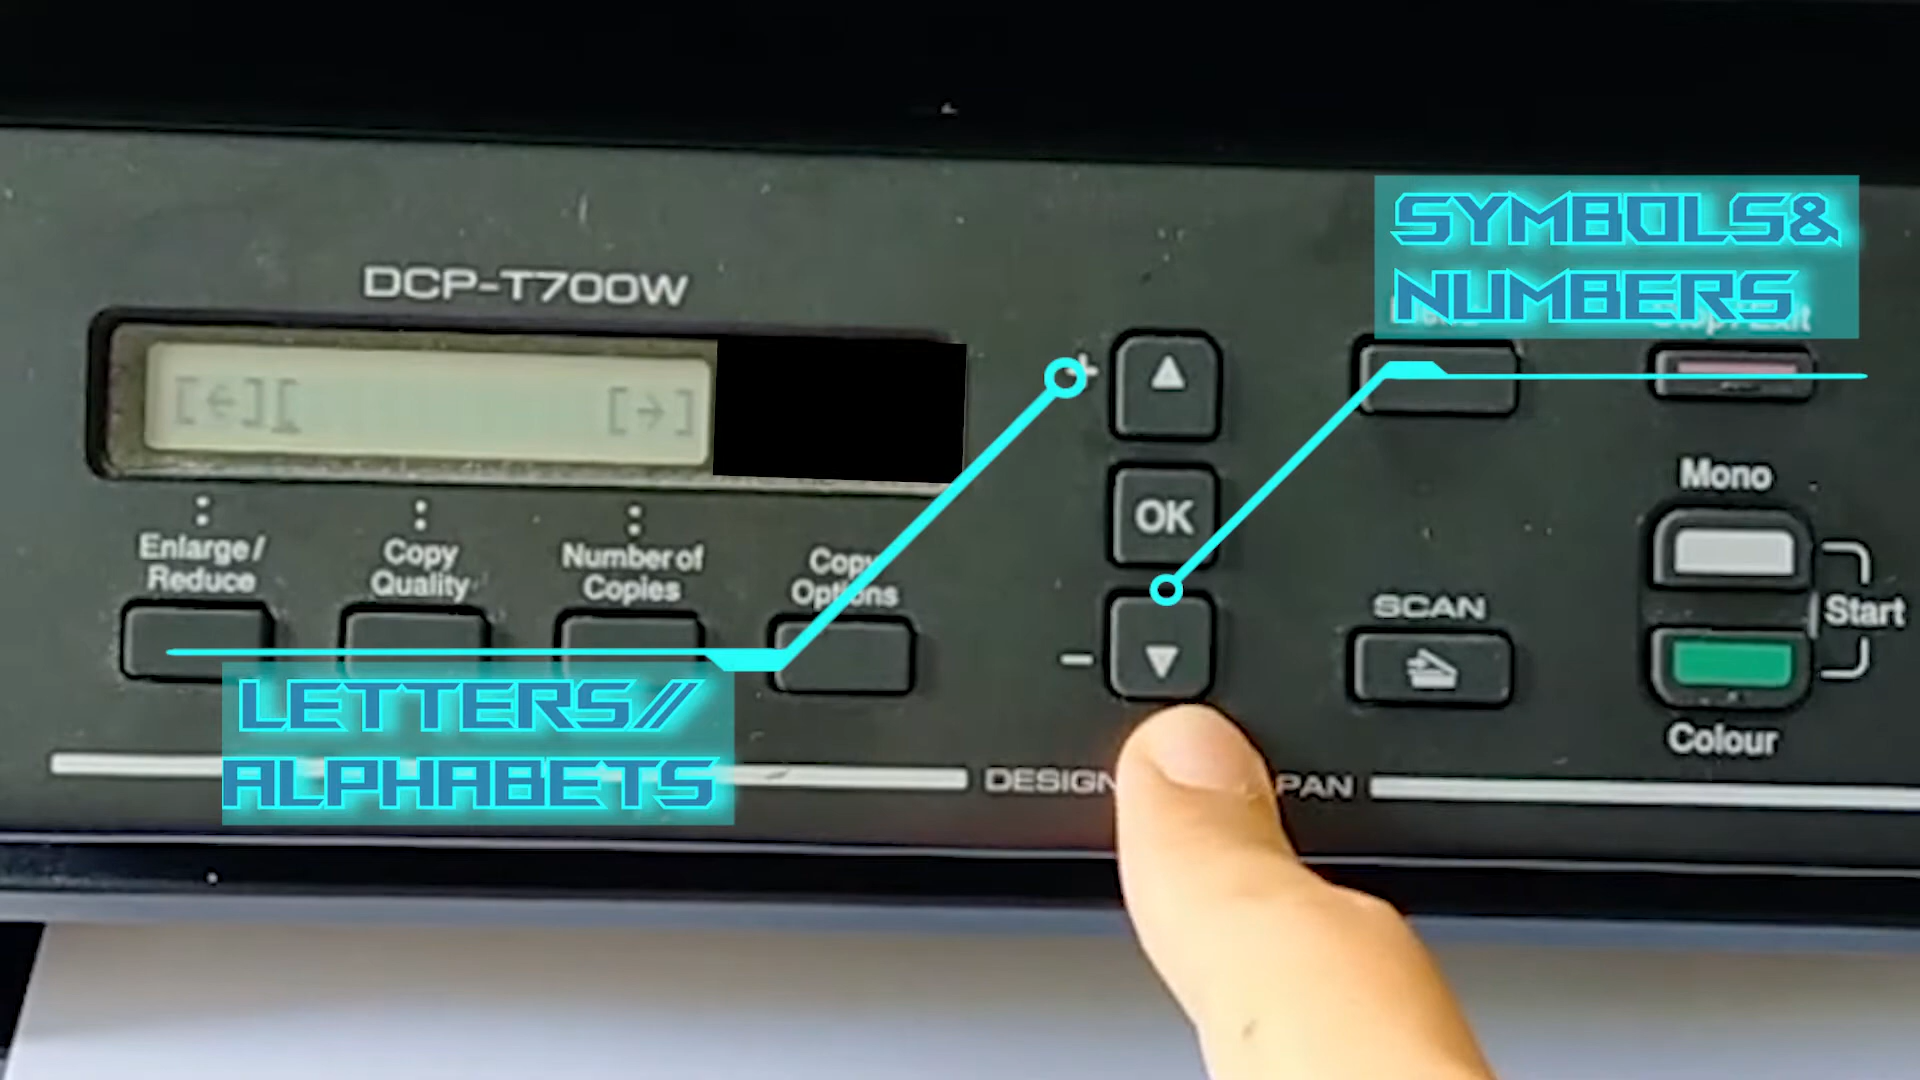 SYMBOLS&
NUMBERS
DCP-T700W
[←][
[→]
+
OK
-
Enlarge/
Reduce
Copy
Quality
Number of
Copies
Copy
Options
Mono
SCAN
Start
Colour
LETTERS//
ALPHABETS
DESIGN